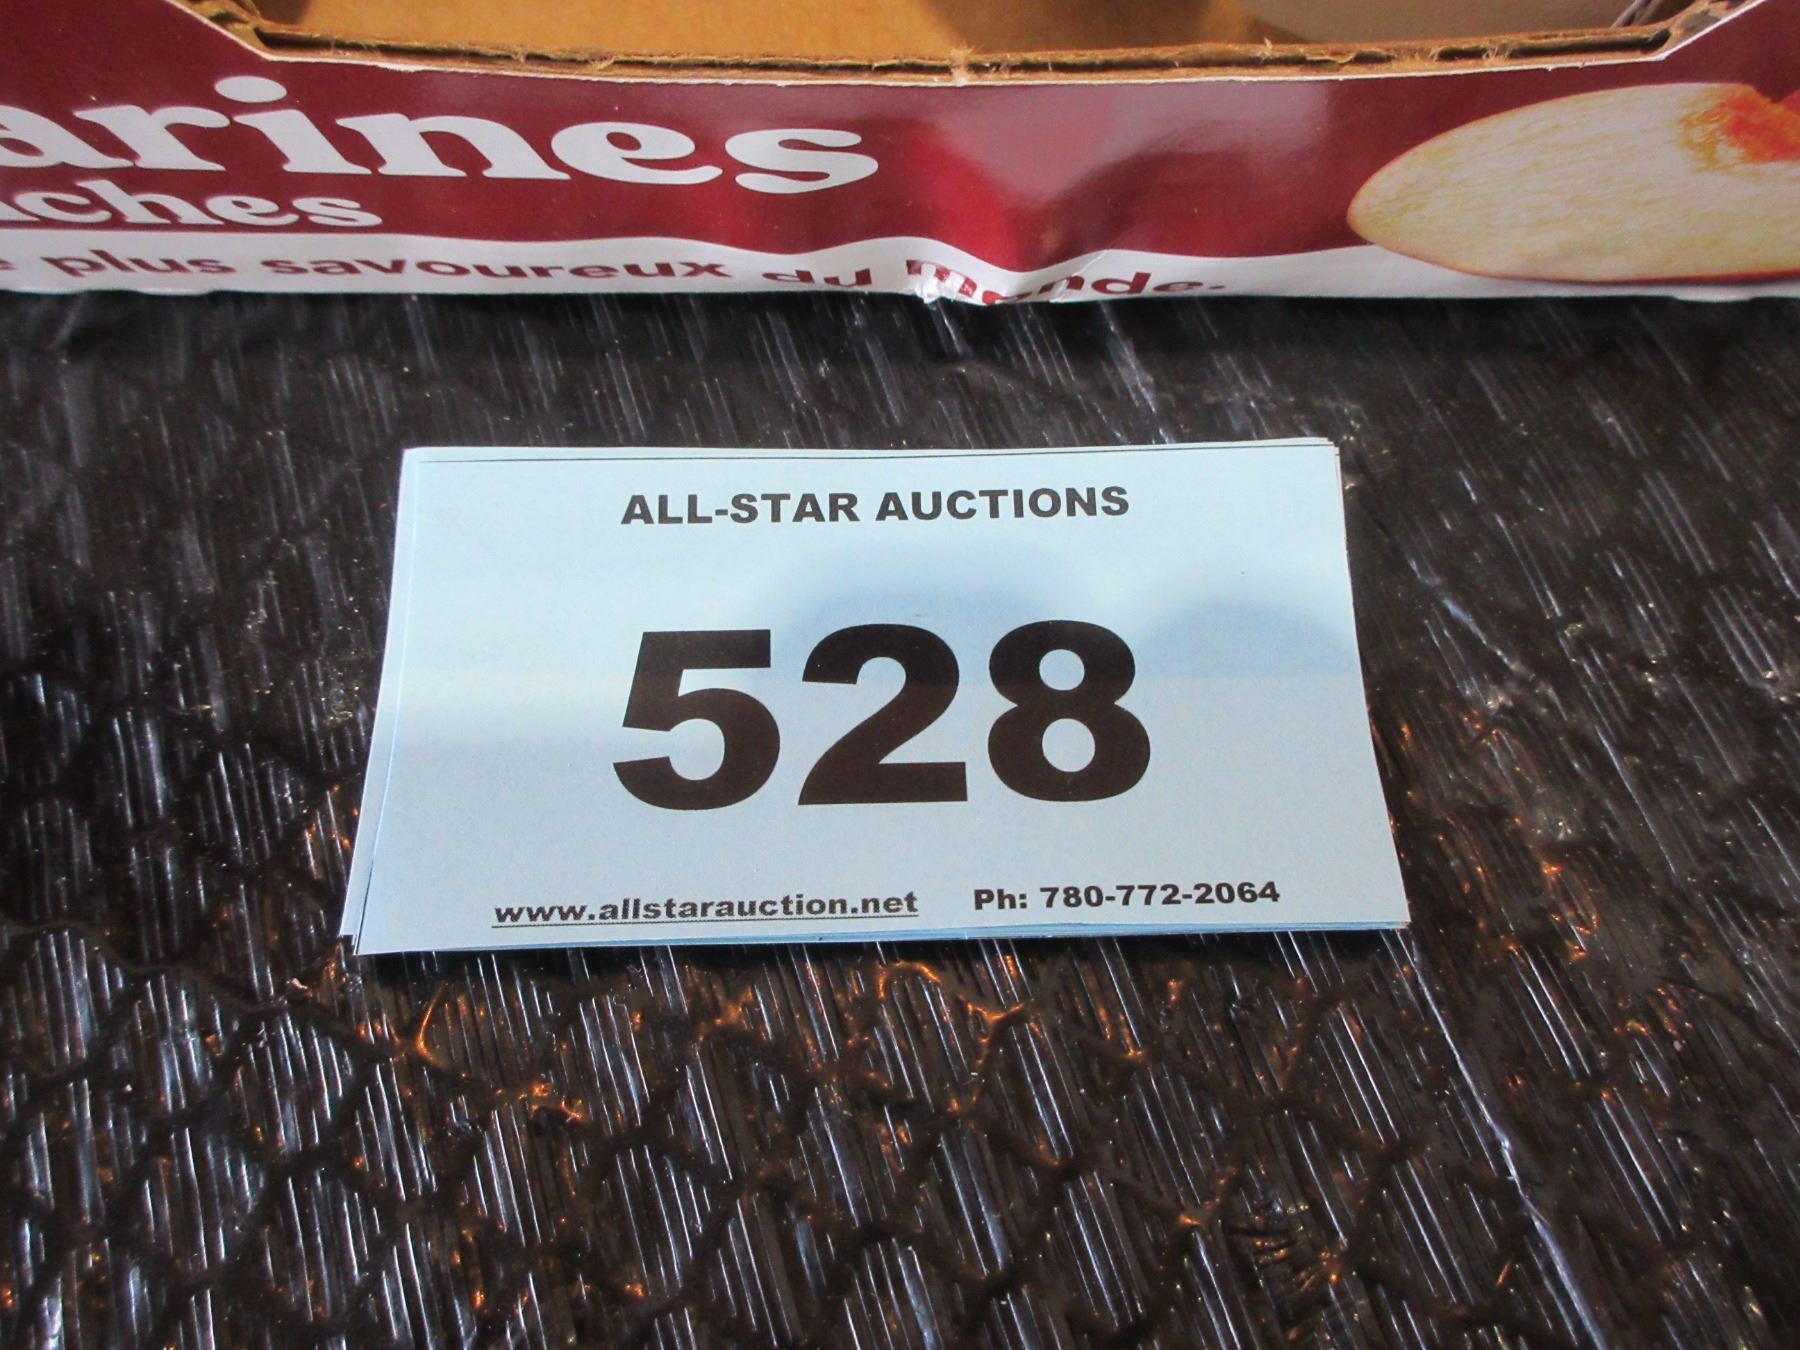 arines
ches
plus savoureux du monde.
ALL-STAR AUCTIONS
528
www.allstarauction.net Ph: 780-772-2064